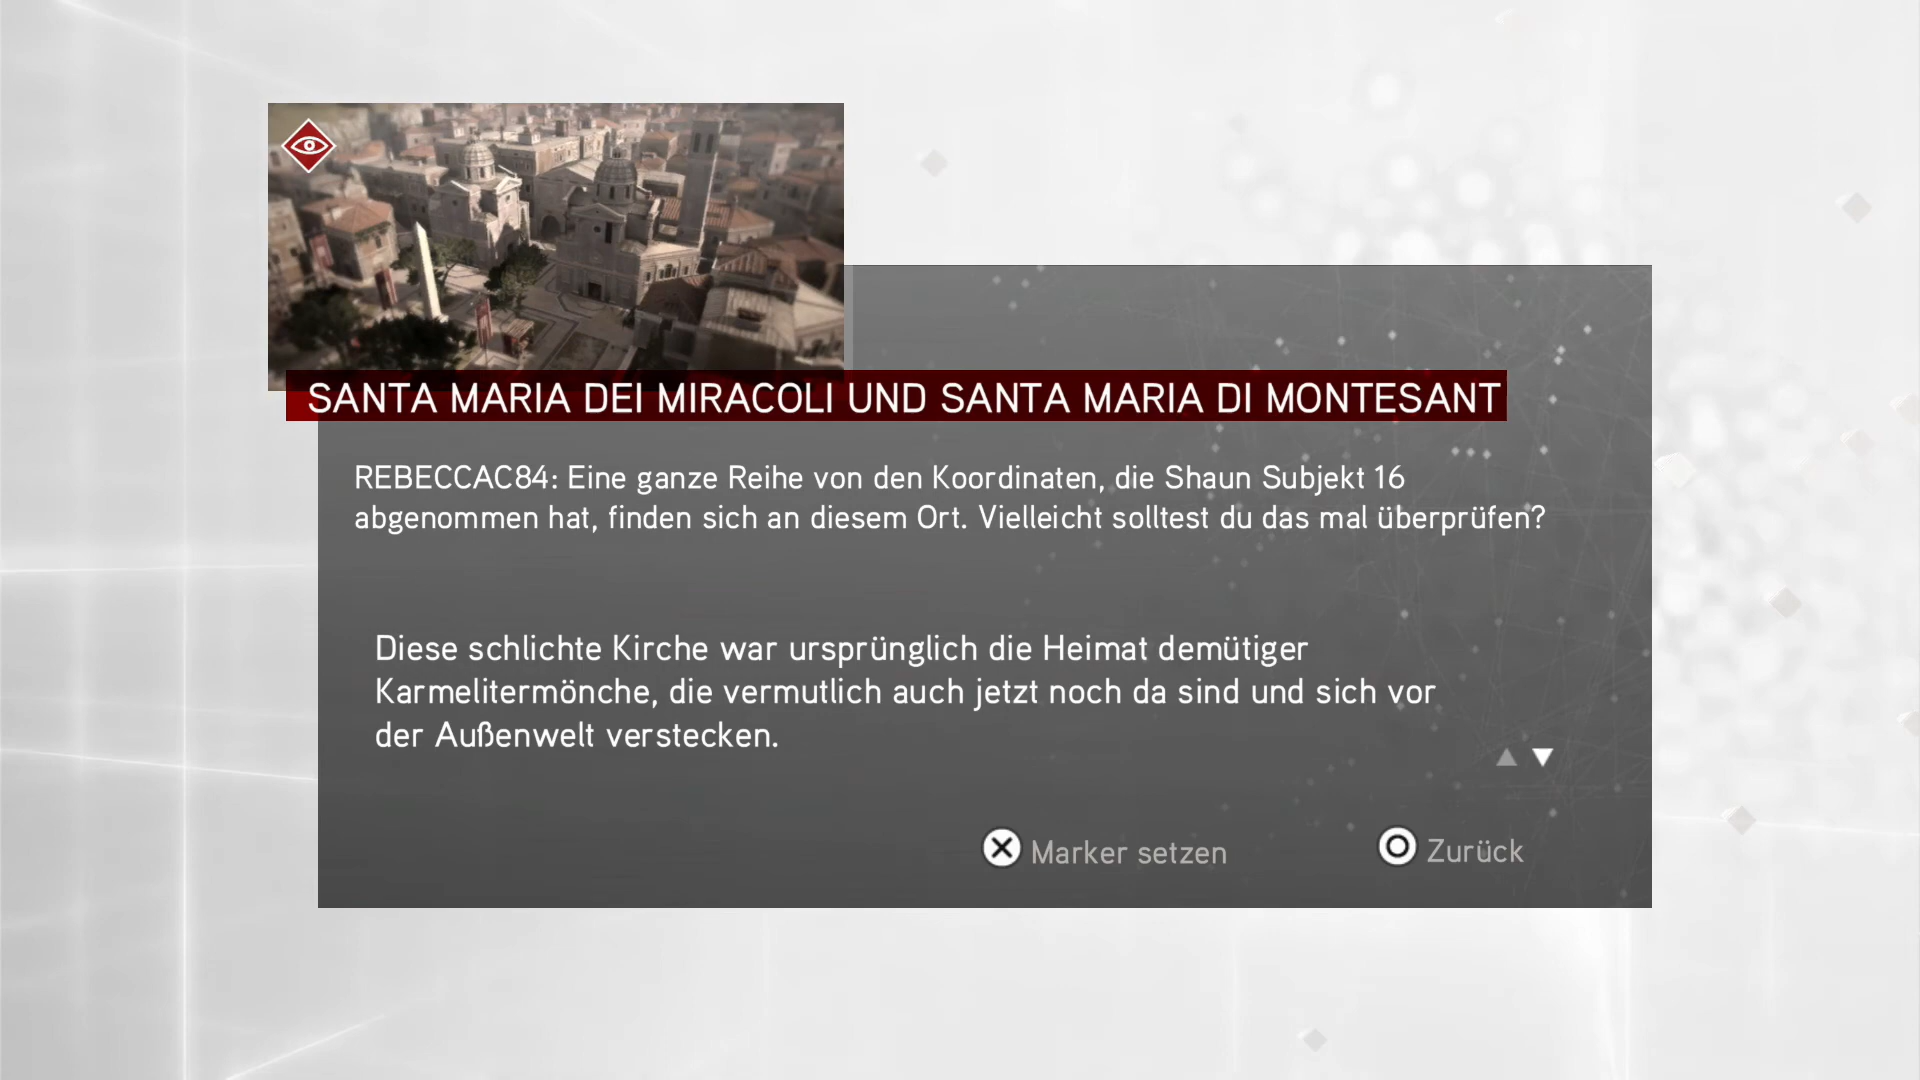 SANTA MARIA DEI MIRACOLI UND SANTA MARIA DI MONTESANT
REBECCAC84: Eine ganze Reihe von den Koordinaten, die Shaun Subjekt 16
abgenommen hat, finden sich an diesem Ort. Vielleicht solltest du das mal überprüfen?
Diese schlichte Kirche war ursprünglich die Heimat demütiger
Karmelitermönche, die vermutlich auch jetzt noch da sind und sich vor
der Außenwelt verstecken.
Marker setzen
Zurück